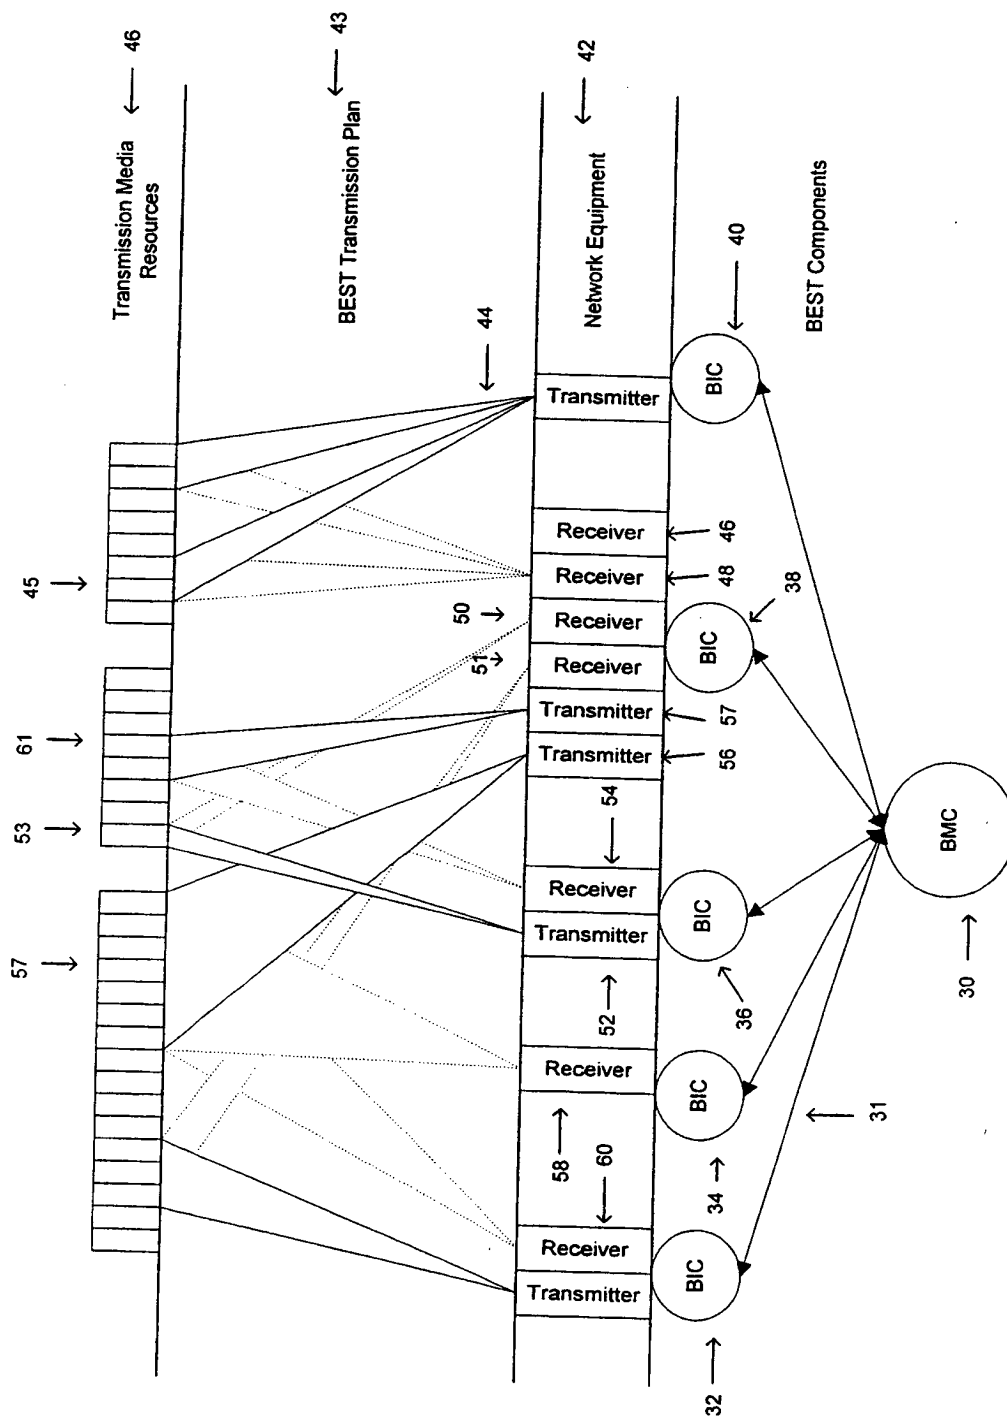 Transmission Media
Resources
46
BEST Transmission Plan
43
Network Equipment
42
BEST Components
40
44
45
61
53
57
50
51
Transmitter
Receiver
Receiver
Receiver
Receiver
Transmitter
Transmitter
Receiver
Transmitter
Receiver
Receiver
Transmitter
46
48
57
56
54
52
58
60
BIC
BIC
BIC
BIC
BIC
38
36
34
32
31
BMC
30